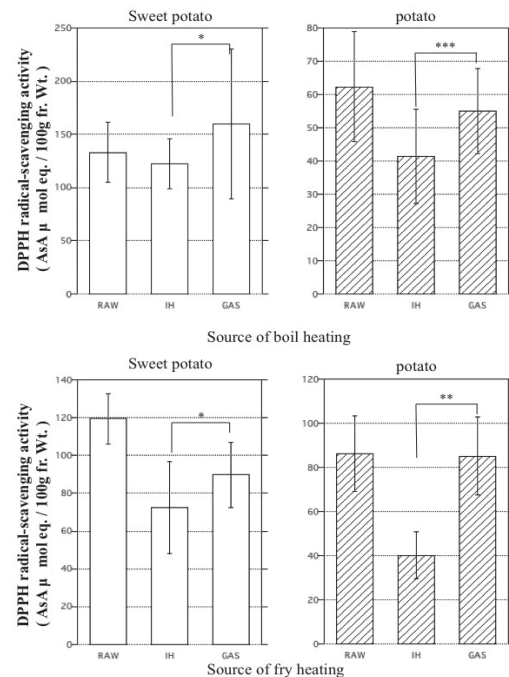 Sweet potato
potato
DPPH radical-scavenging activity
( AsA μ mol eq. / 100g fr. Wt. )
250
200
150
100
50
0
*
RAW IH GAS
80
70
60
50
40
30
20
10
0
***
RAW IH GAS
Source of boil heating
Sweet potato
potato
DPPH radical-scavenging activity
( AsA μ mol eq. / 100g fr. Wt. )
140
120
100
80
60
40
20
0
*
RAW IH GAS
120
100
80
60
40
20
0
**
RAW IH GAS
Source of fry heating